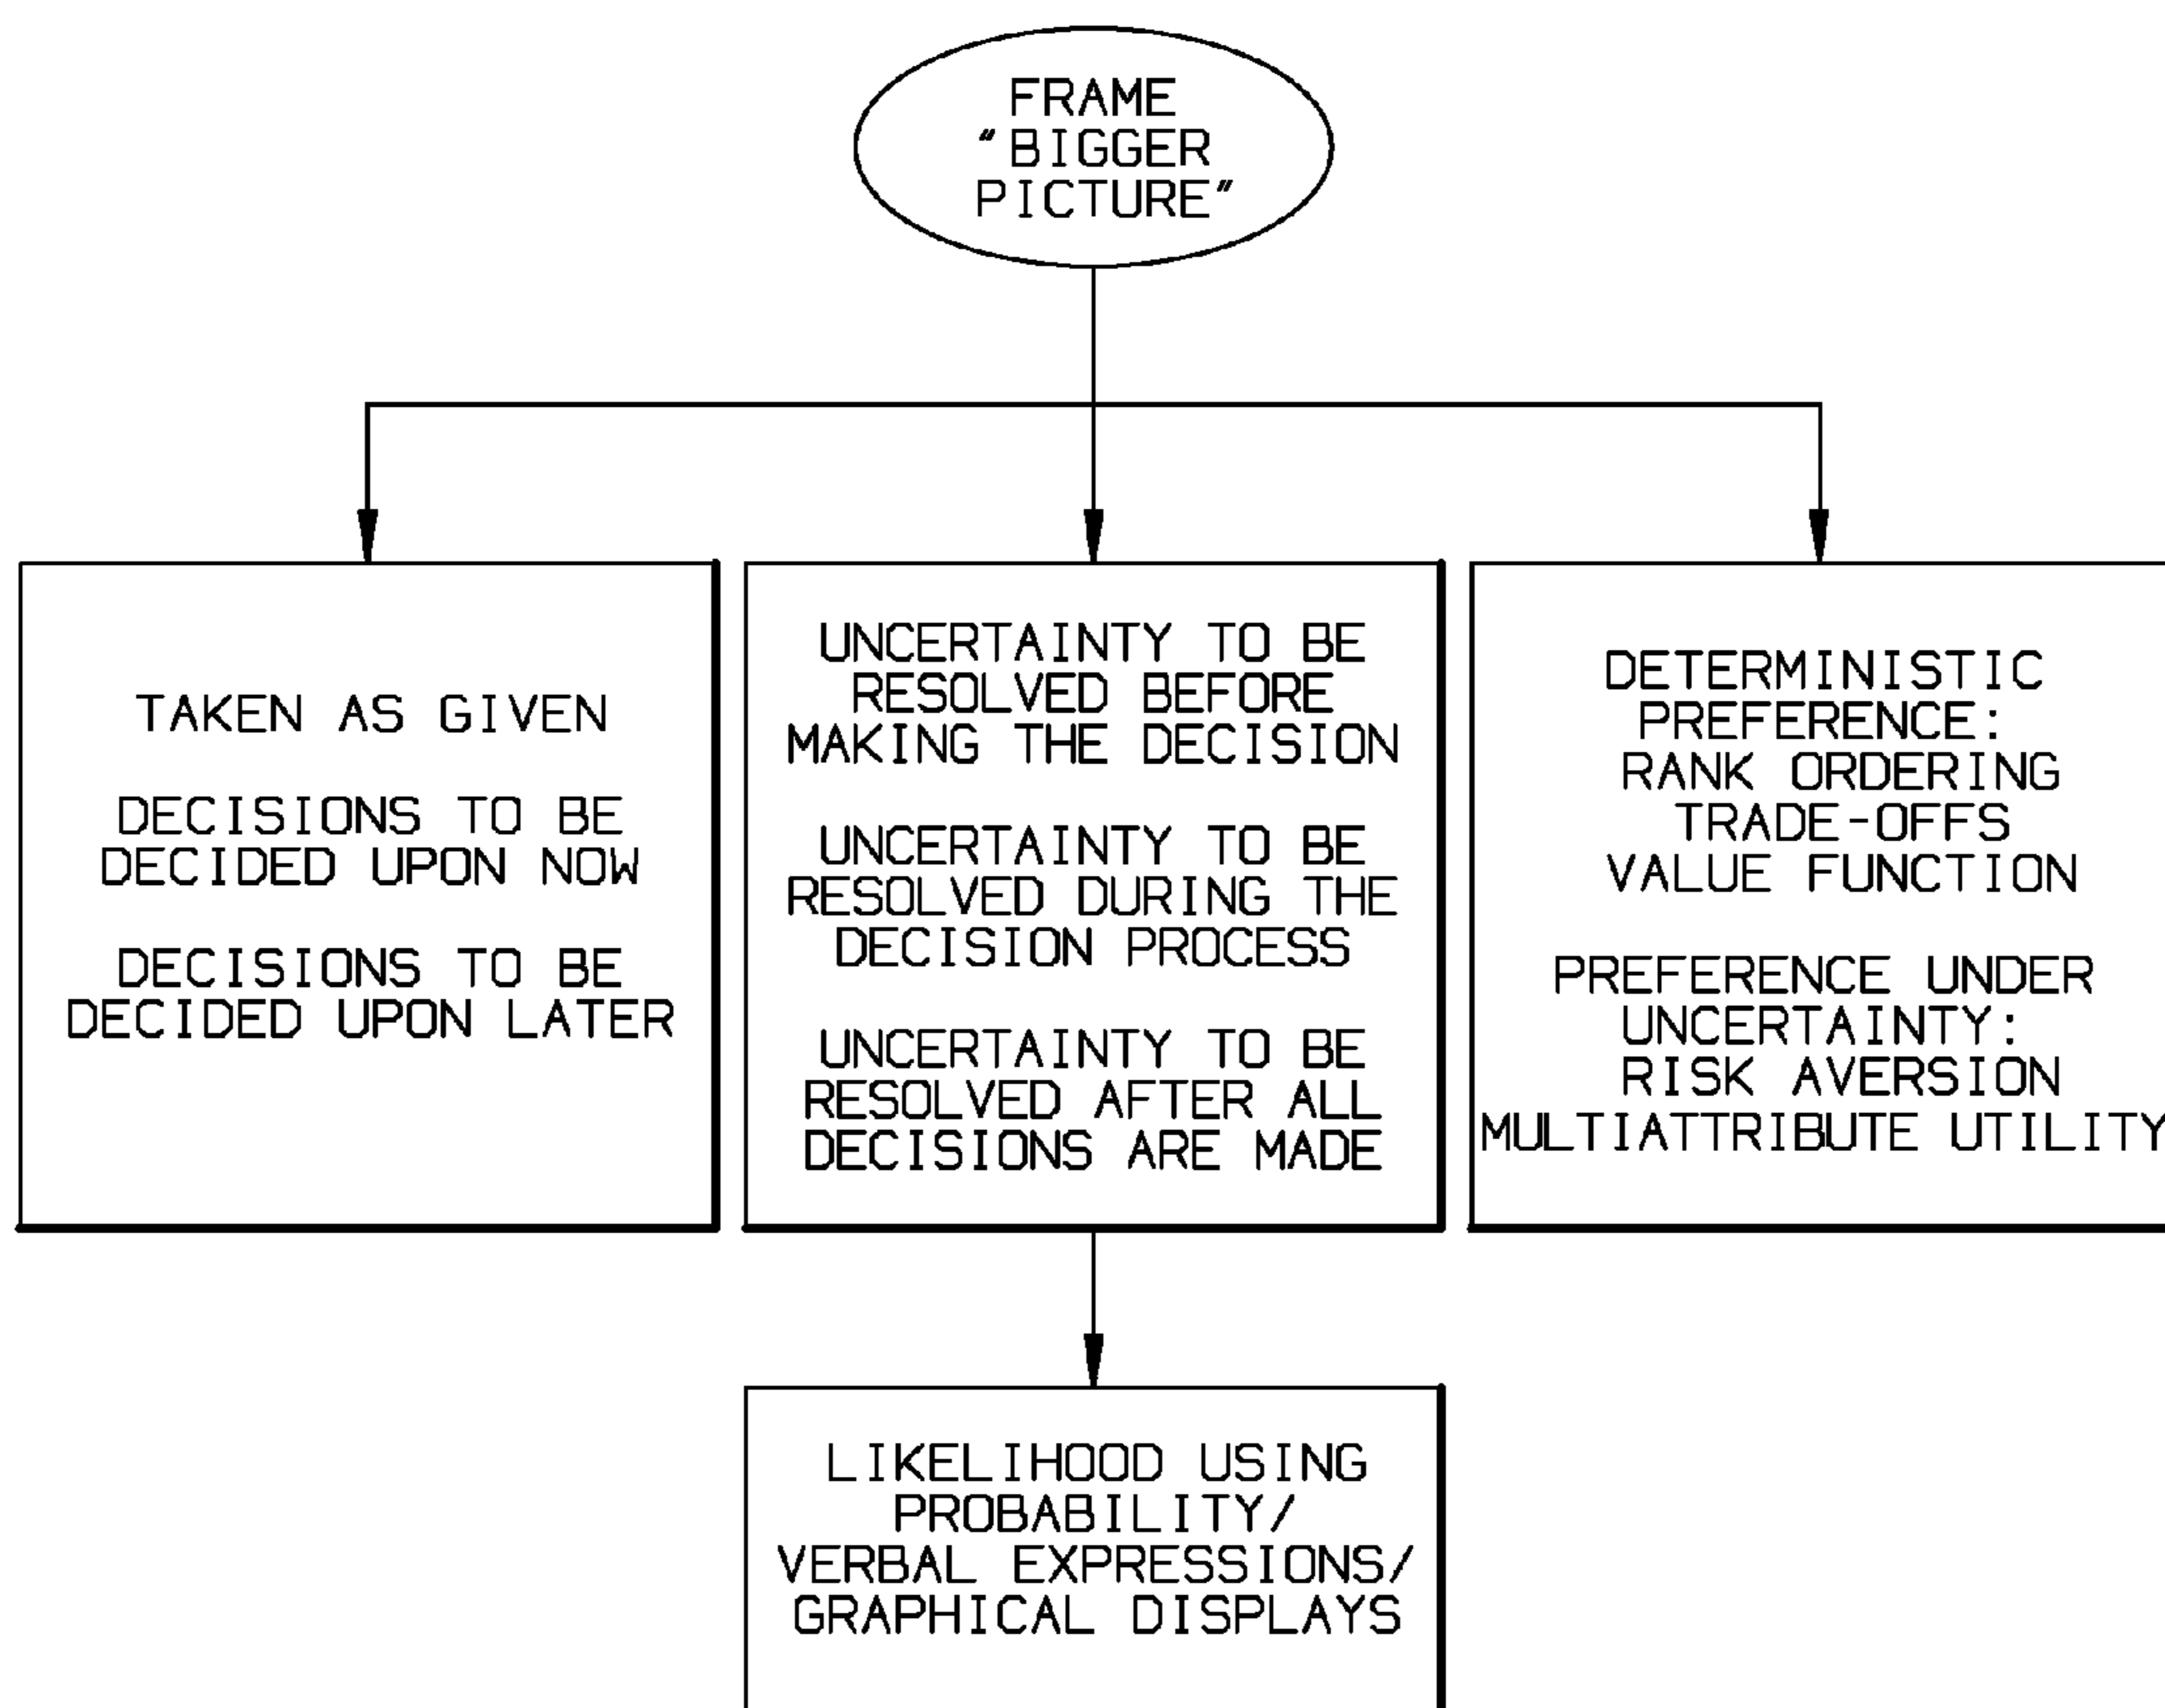 FRAME
"BIGGER
PICTURE"
TAKEN AS GIVEN
DECISIONS TO BE
DECIDED UPON NOW
DECISIONS TO BE
DECIDED UPON LATER
UNCERTAINTY TO BE
RESOLVED BEFORE
MAKING THE DECISION
UNCERTAINTY TO BE
RESOLVED DURING THE
DECISION PROCESS
UNCERTAINTY TO BE
RESOLVED AFTER ALL
DECISIONS ARE MADE
DETERMINISTIC
PREFERENCE:
RANK ORDERING
TRADE-OFFS
VALUE FUNCTION
PREFERENCE UNDER
UNCERTAINTY:
RISK AVERSION
MULTIATTRIBUTE UTILITY
LIKELIHOOD USING
PROBABILITY/
VERBAL EXPRESSIONS/
GRAPHICAL DISPLAYS